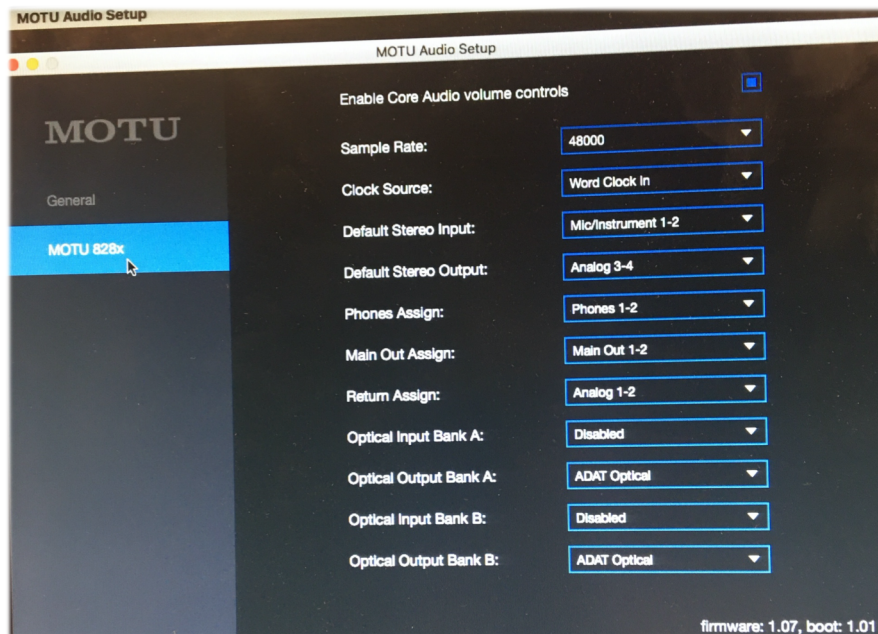 MOTU Audio Setup
MOTU Audio Setup
MOTU
General
MOTU 828x
Enable Core Audio volume controls
Sample Rate: 48000
Clock Source: Word Clock In
Default Stereo Input: Mic/Instrument 1-2
Default Stereo Output: Analog 3-4
Phones Assign: Phones 1-2
Main Out Assign: Main Out 1-2
Return Assign: Analog 1-2
Optical Input Bank A: Disabled
Optical Output Bank A: ADAT Optical
Optical Input Bank B: Disabled
Optical Output Bank B: ADAT Optical
firmware: 1.07, boot: 1.01